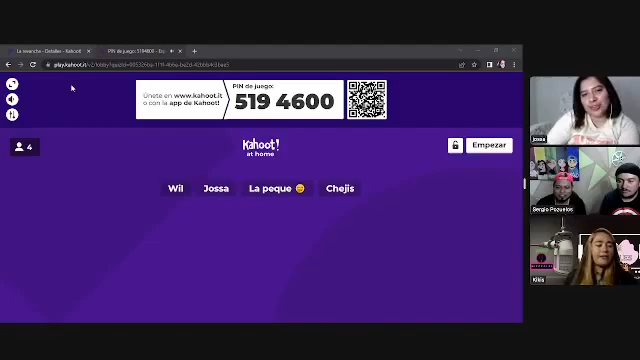 La revancha - Detalles - Kahoot!
PIN de juego: 5194600
play.kahoot.it
Únete en www.kahoot.it
o con la app de Kahoot!
PIN de juego:
519 4600
4
Kahoot!
at home
Empezar
Wil
Jossa
La peque 😄
Chejis
jossa
Sergio Pozuelos
Kikis